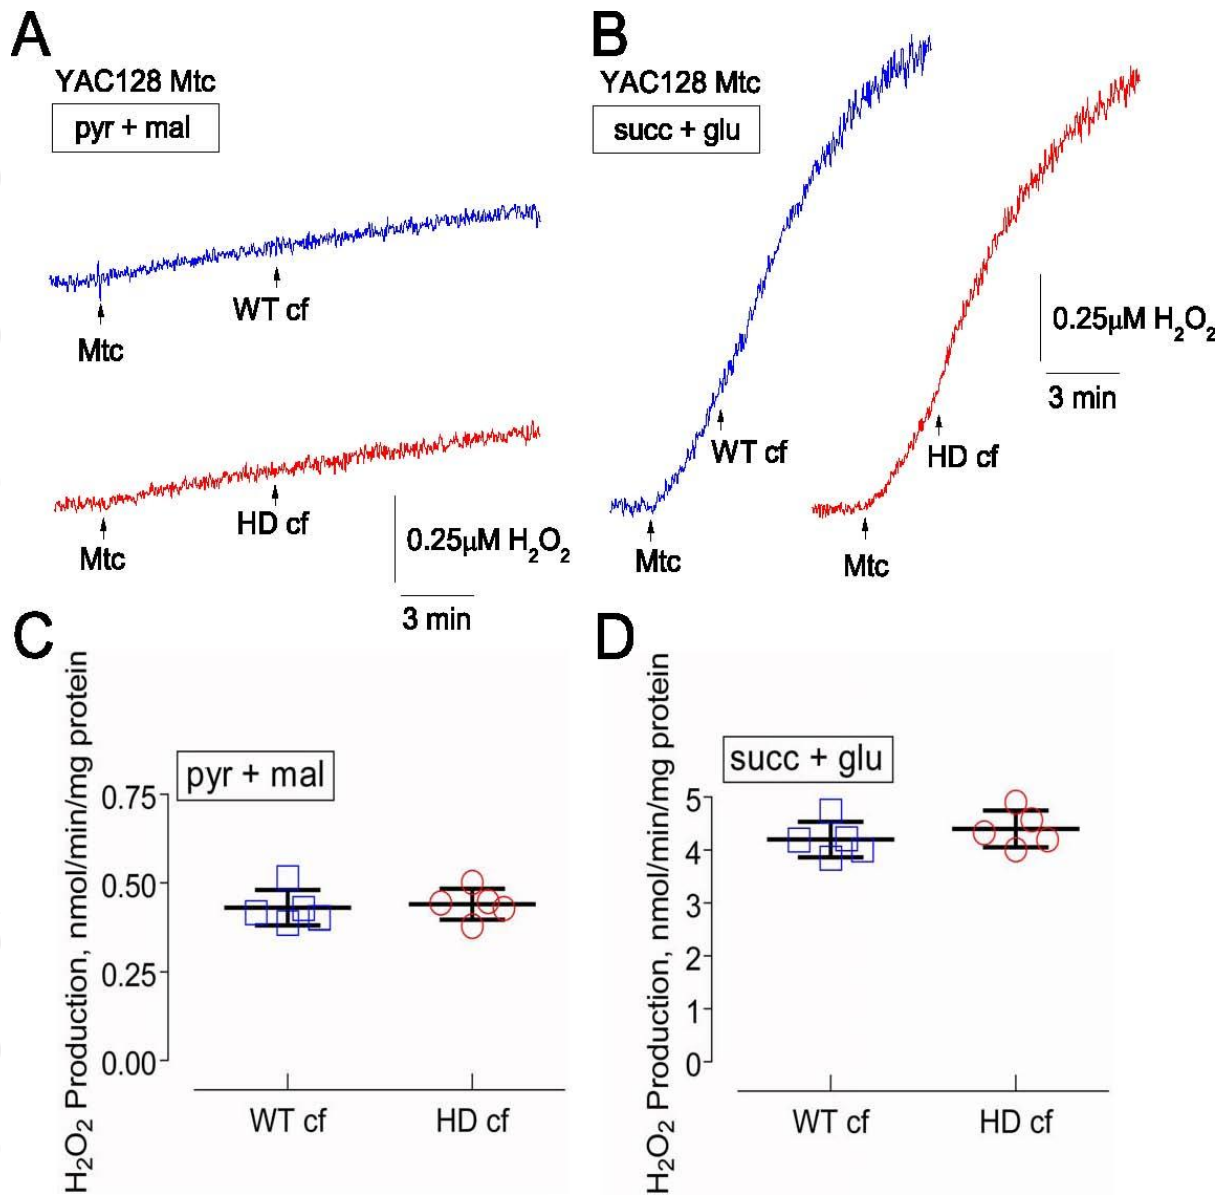 A
YAC128 Mtc
pyr + mal
WT cf
Mtc
HD cf
Mtc
0.25μM H₂O₂
3 min
B
YAC128 Mtc
succ + glu
WT cf
Mtc
HD cf
Mtc
0.25μM H₂O₂
3 min
C
H₂O₂ Production, nmol/min/mg protein
pyr + mal
0.75
0.50
0.25
0.00
WT cf
HD cf
D
H₂O₂ Production, nmol/min/mg protein
succ + glu
5
4
3
2
1
0
WT cf
HD cf